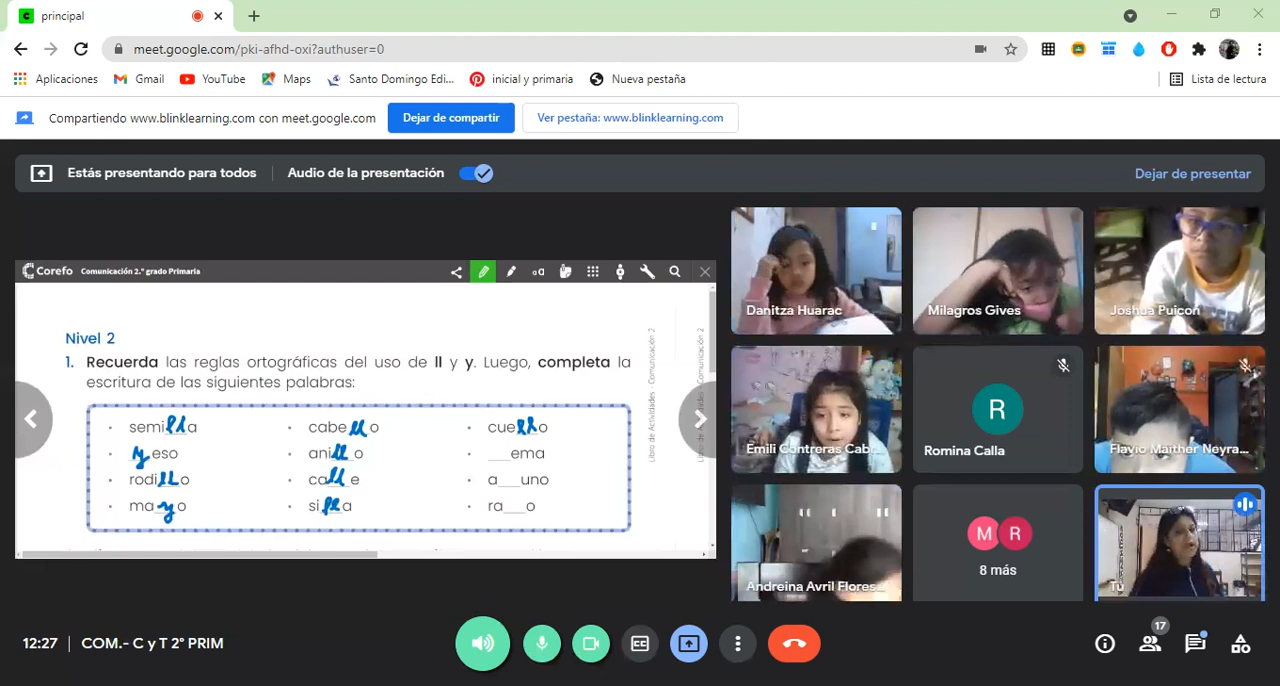 principal
meet.google.com/pki-afhd-oxi?authuser=0
Aplicaciones Gmail YouTube Maps Santo Domingo Edi... inicial y primaria Nueva pestaña Lista de lectura
Compartiendo www.blinklearning.com con meet.google.com Dejar de compartir Ver pestaña: www.blinklearning.com
Estás presentando para todos Audio de la presentación Dejar de presentar
Corefo Comunicación 2.° grado Primaria
Nivel 2
1. Recuerda las reglas ortográficas del uso de ll y y. Luego, completa la
escritura de las siguientes palabras:
semilla cabello cuello
yeso anillo ___ema
rodillo calle a___uno
mayo silla ra___o
Libro de Actividades - Comunicación 2
Libro de Actividades - Comunicación 2
Danitza Huarac
Milagros Gives
Joshua Puicon
Emili Contreras Cabr...
R
Romina Calla
Flavio Maither Neyra...
Andreina Avril Flores...
M R
8 más
Tú
12:27 COM.- C y T 2° PRIM
17